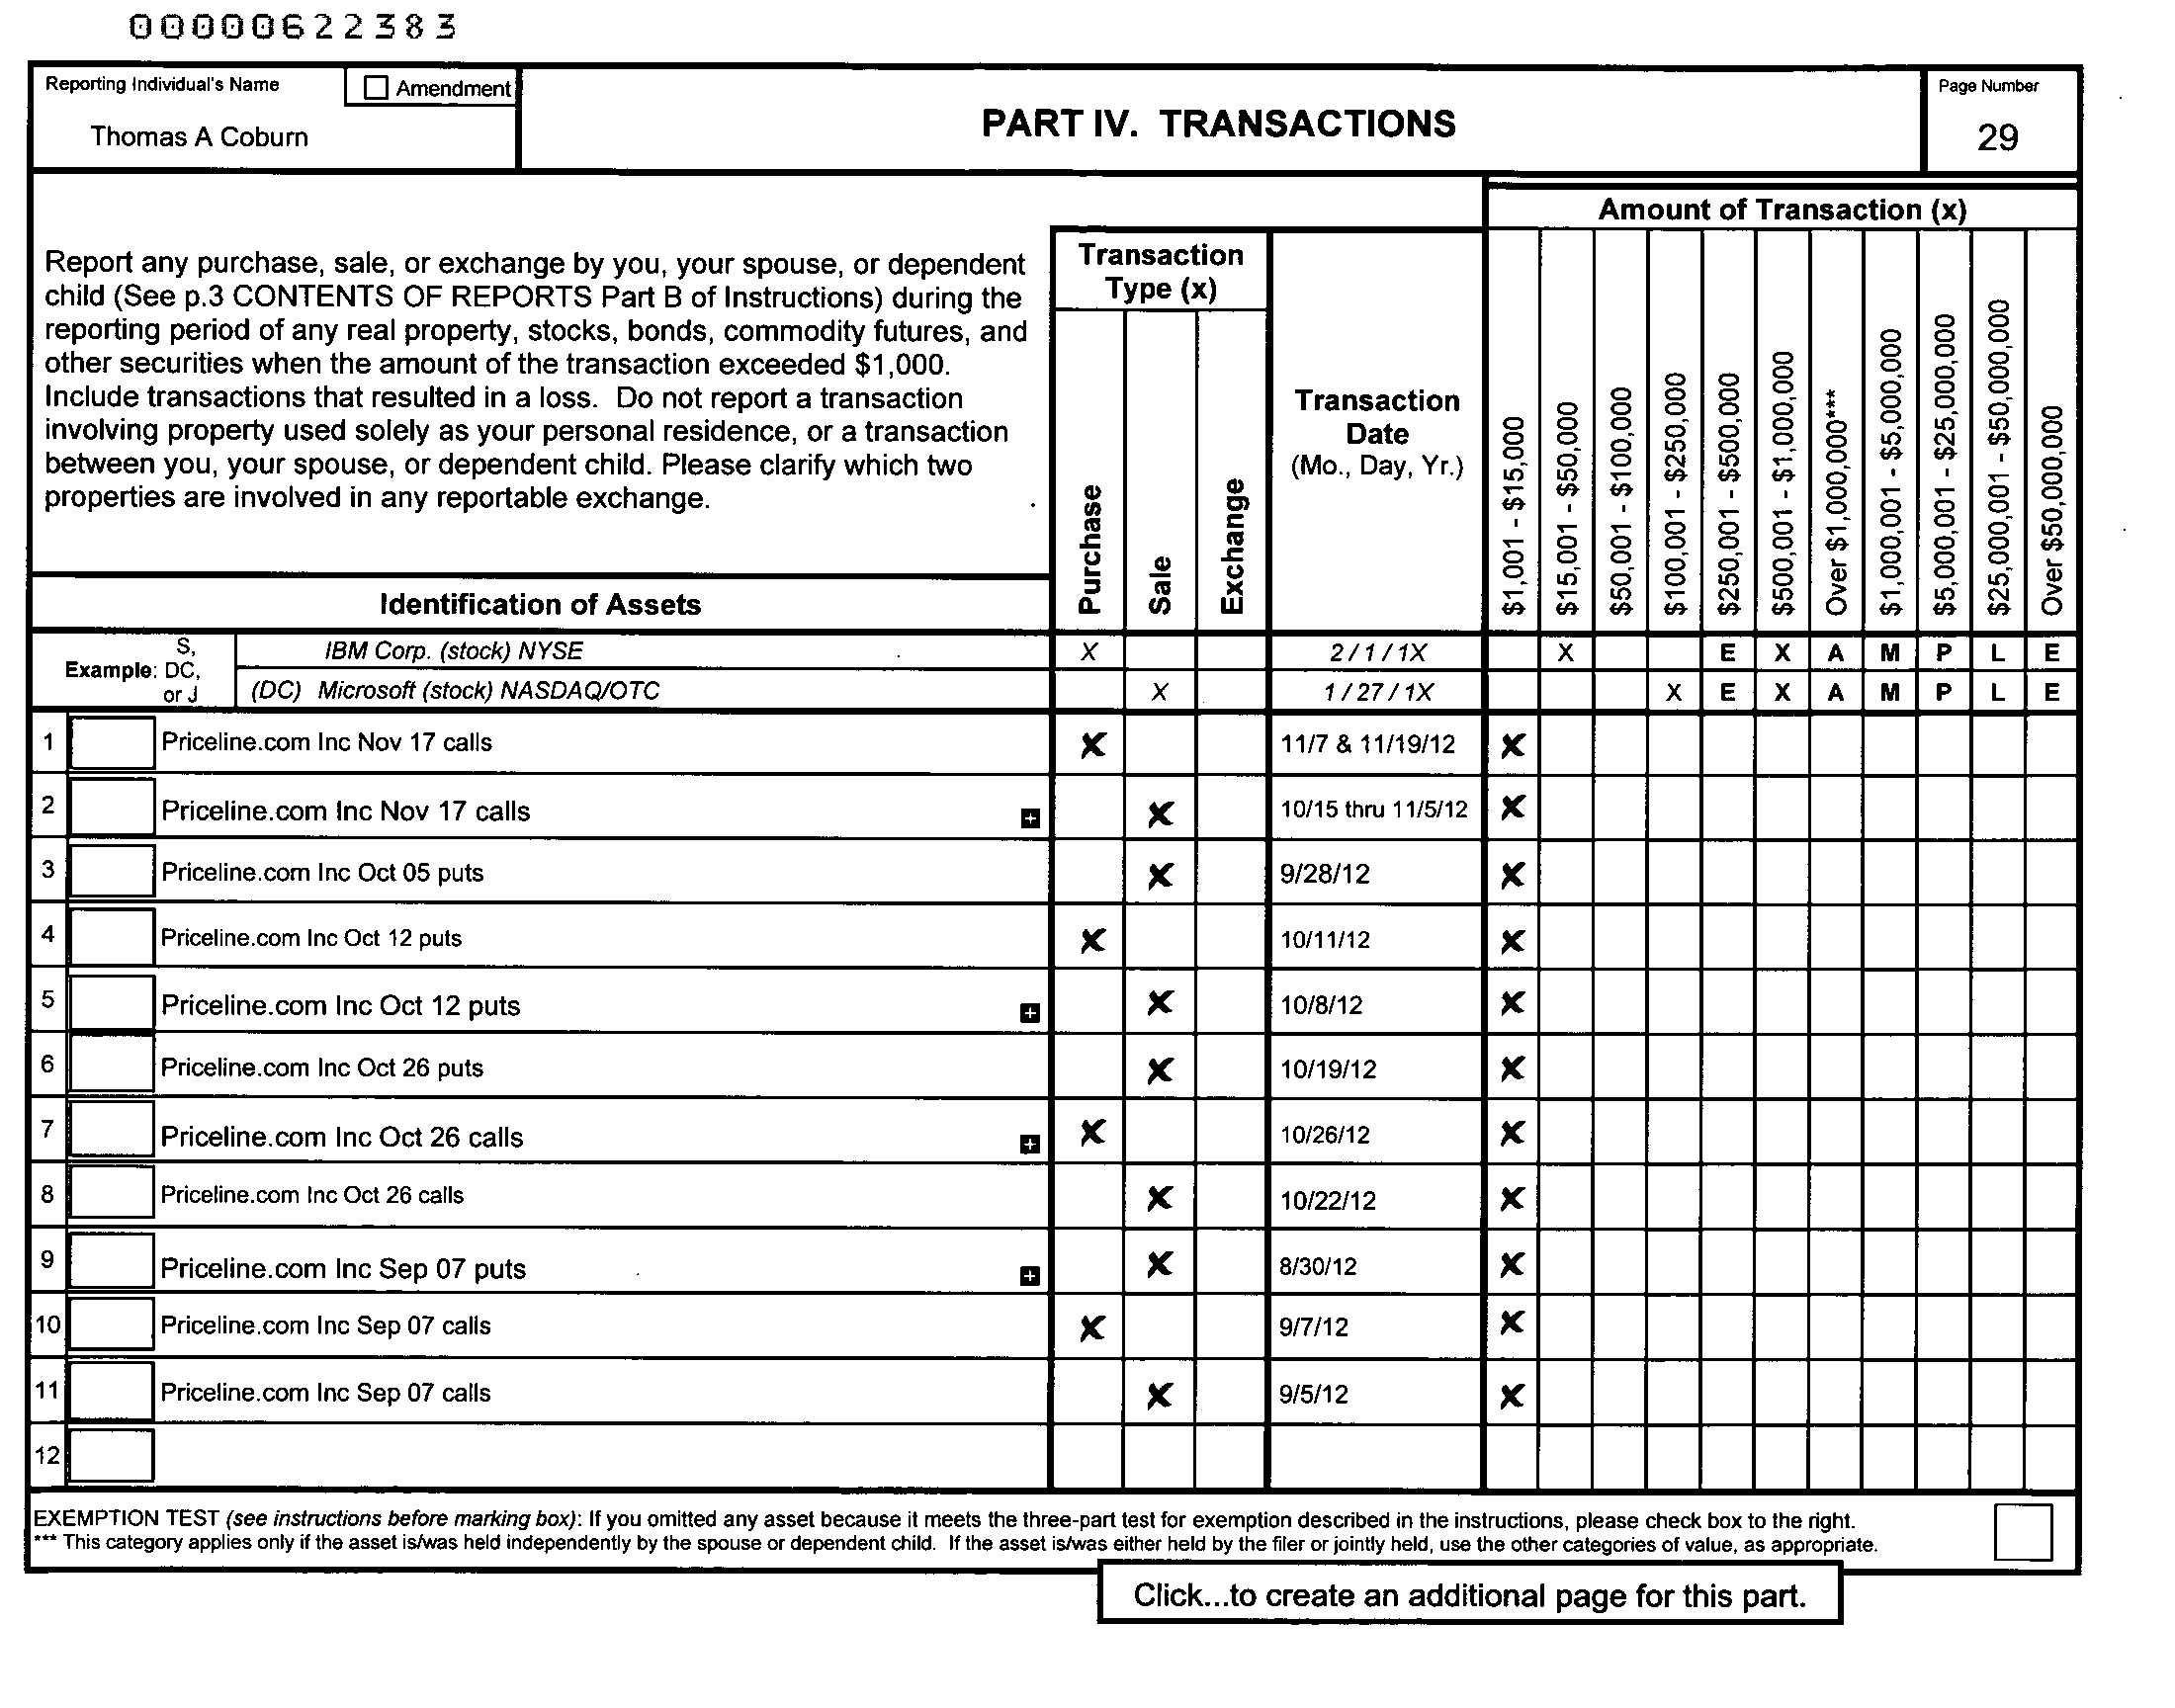 00000622383
Reporting Individual's Name
☐ Amendment
Thomas A Coburn
PART IV. TRANSACTIONS
Page Number
29
Amount of Transaction (x)
Report any purchase, sale, or exchange by you, your spouse, or dependent
child (See p.3 CONTENTS OF REPORTS Part B of Instructions) during the
reporting period of any real property, stocks, bonds, commodity futures, and
other securities when the amount of the transaction exceeded $1,000.
Include transactions that resulted in a loss. Do not report a transaction
involving property used solely as your personal residence, or a transaction
between you, your spouse, or dependent child. Please clarify which two
properties are involved in any reportable exchange.
Transaction
Type (x)
Purchase
Sale
Exchange
Transaction
Date
(Mo., Day, Yr.)
$1,001 - $15,000
$15,001 - $50,000
$50,001 - $100,000
$100,001 - $250,000
$250,001 - $500,000
$500,001 - $1,000,000
Over $1,000,000***
$1,000,001 - $5,000,000
$5,000,001 - $25,000,000
$25,000,001 - $50,000,000
Over $50,000,000
Identification of Assets
Example: S, DC, or J
IBM Corp. (stock) NYSE X 2 / 1 / 1X X E X A M P L E
(DC) Microsoft (stock) NASDAQ/OTC X 1 / 27 / 1X X E X A M P L E
1 Priceline.com Inc Nov 17 calls X 11/7 & 11/19/12 X
2 Priceline.com Inc Nov 17 calls + X 10/15 thru 11/5/12 X
3 Priceline.com Inc Oct 05 puts X 9/28/12 X
4 Priceline.com Inc Oct 12 puts X 10/11/12 X
5 Priceline.com Inc Oct 12 puts + X 10/8/12 X
6 Priceline.com Inc Oct 26 puts X 10/19/12 X
7 Priceline.com Inc Oct 26 calls + X 10/26/12 X
8 Priceline.com Inc Oct 26 calls X 10/22/12 X
9 Priceline.com Inc Sep 07 puts + X 8/30/12 X
10 Priceline.com Inc Sep 07 calls X 9/7/12 X
11 Priceline.com Inc Sep 07 calls X 9/5/12 X
12
EXEMPTION TEST (see instructions before marking box): If you omitted any asset because it meets the three-part test for exemption described in the instructions, please check box to the right.
*** This category applies only if the asset is/was held independently by the spouse or dependent child. If the asset is/was either held by the filer or jointly held, use the other categories of value, as appropriate.
Click...to create an additional page for this part.